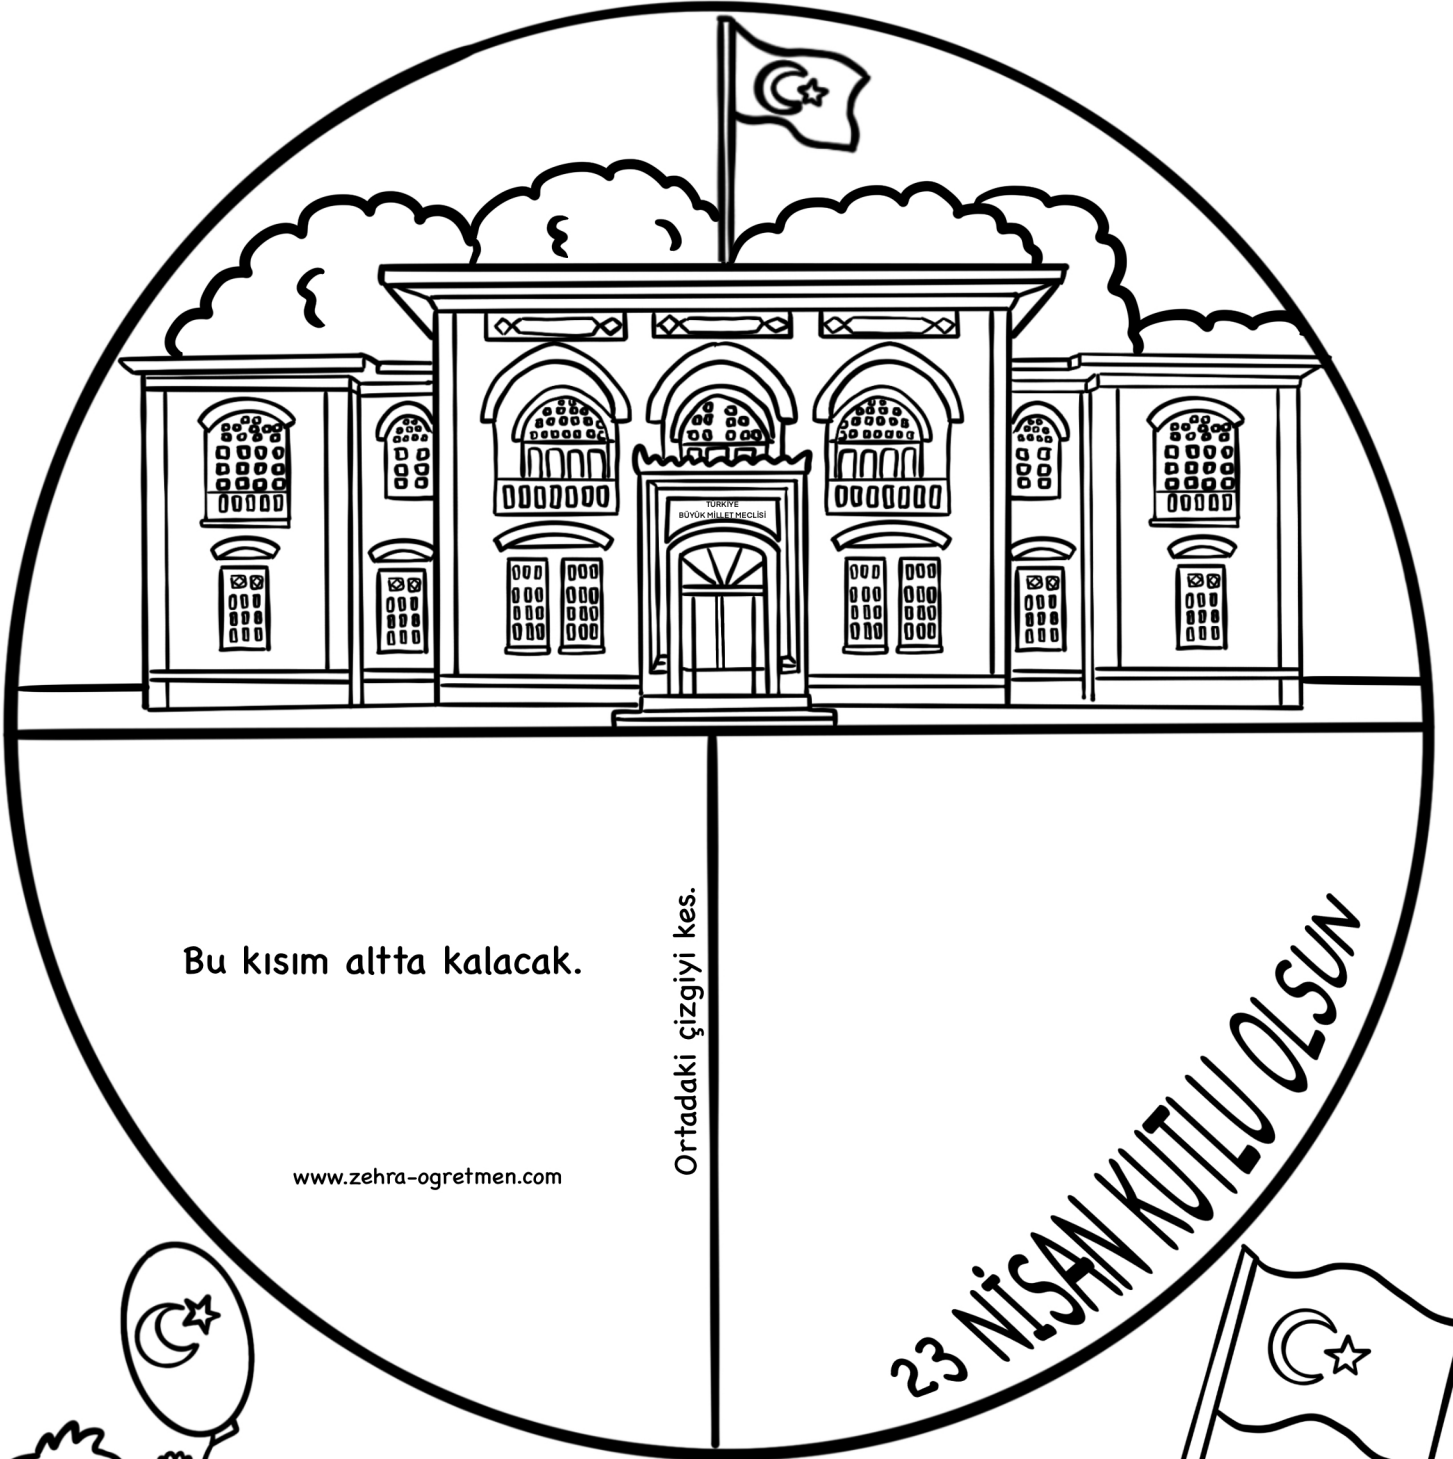 TÜRKİYE
BÜYÜK MİLLET MECLİSİ
Bu kısım altta kalacak.
Ortadaki çizgiyi kes.
www.zehra-ogretmen.com
23 NİSAN KUTLU OLSUN